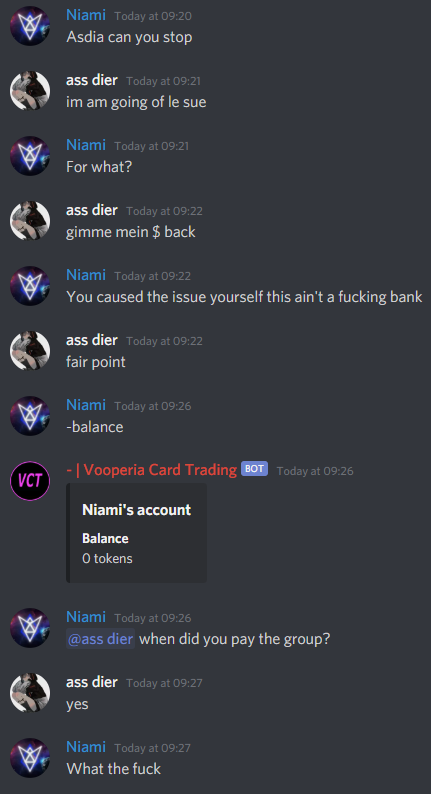 Niami Today at 09:20
Asdia can you stop
ass dier Today at 09:21
im am going of le sue
Niami Today at 09:21
For what?
ass dier Today at 09:22
gimme mein $ back
Niami Today at 09:22
You caused the issue yourself this ain't a fucking bank
ass dier Today at 09:22
fair point
Niami Today at 09:26
-balance
VCT
- | Vooperia Card Trading BOT Today at 09:26
Niami's account
Balance
0 tokens
Niami Today at 09:26
@ass dier when did you pay the group?
ass dier Today at 09:27
yes
Niami Today at 09:27
What the fuck